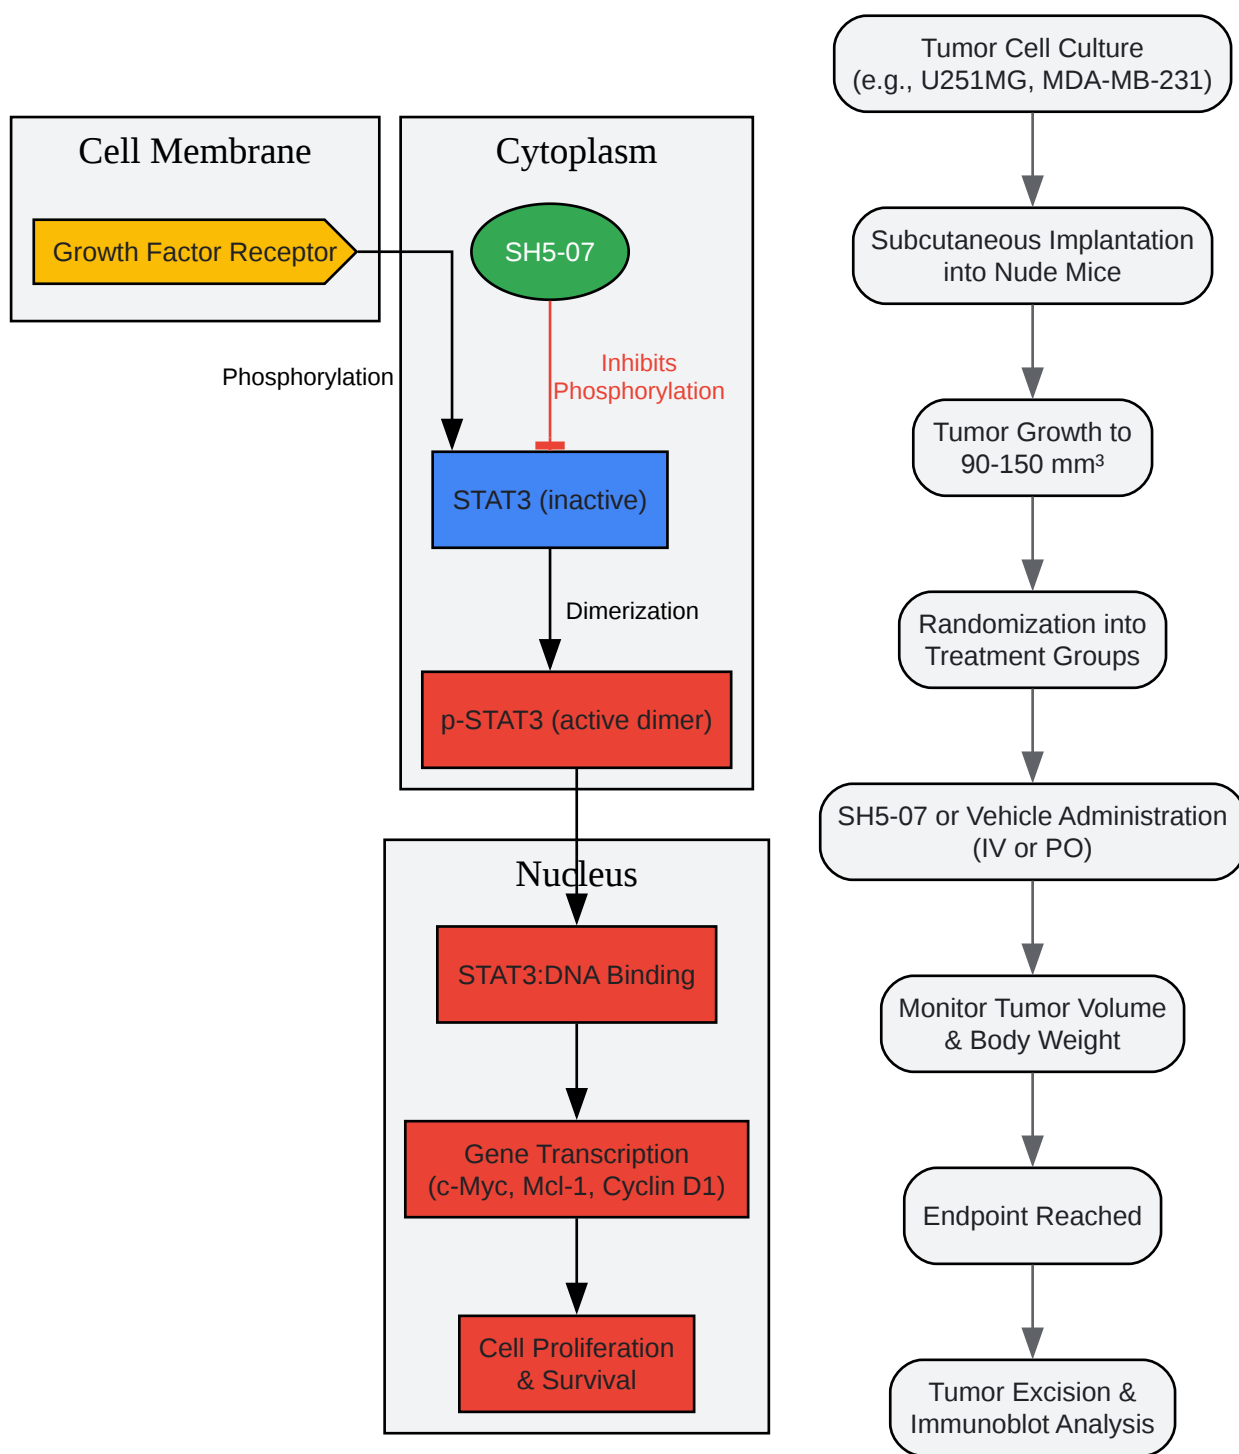 Cell Membrane
Growth Factor Receptor
Phosphorylation
Cytoplasm
SH5-07
Inhibits
Phosphorylation
STAT3 (inactive)
Dimerization
p-STAT3 (active dimer)
Nucleus
STAT3:DNA Binding
Gene Transcription
(c-Myc, Mcl-1, Cyclin D1)
Cell Proliferation
& Survival
Tumor Cell Culture
(e.g., U251MG, MDA-MB-231)
Subcutaneous Implantation
into Nude Mice
Tumor Growth to
90-150 mm³
Randomization into
Treatment Groups
SH5-07 or Vehicle Administration
(IV or PO)
Monitor Tumor Volume
& Body Weight
Endpoint Reached
Tumor Excision &
Immunoblot Analysis